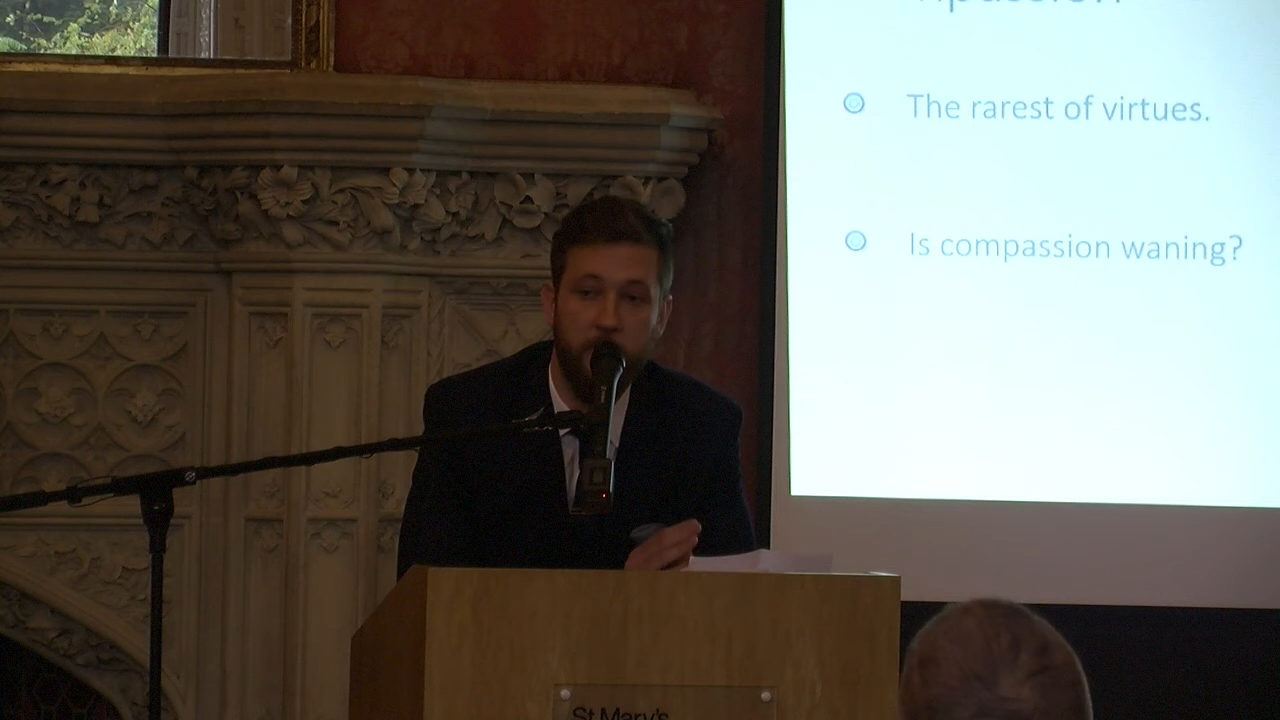 The rarest of virtues.
Is compassion waning?
St Mary's